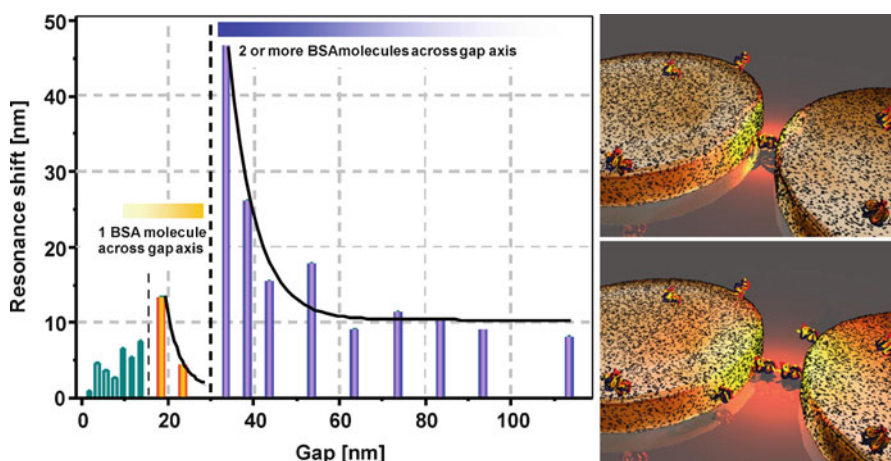 50
40
30
20
10
0
Resonance shift [nm]
2 or more BSAmolecules across gap axis
1 BSA molecule
across gap axis
0
20
40
60
80
100
Gap [nm]